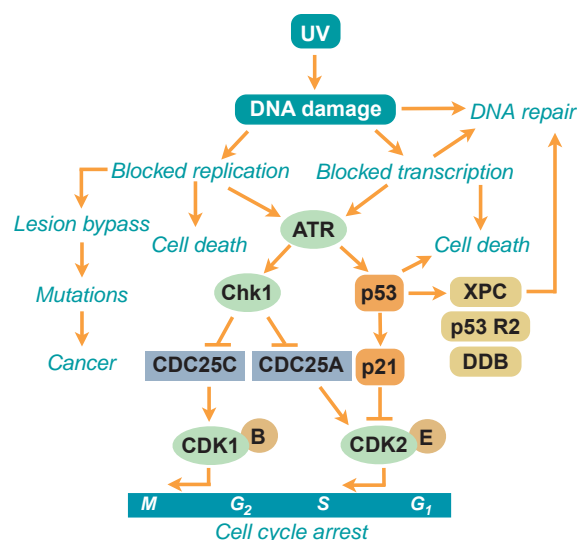 UV
DNA damage
DNA repair
Blocked replication
Blocked transcription
Lesion bypass
ATR
Cell death
Cell death
Mutations
Chk1
p53
XPC
p53 R2
Cancer
CDC25C
CDC25A
p21
DDB
CDK1
B
CDK2
E
M
G2
S
G1
Cell cycle arrest